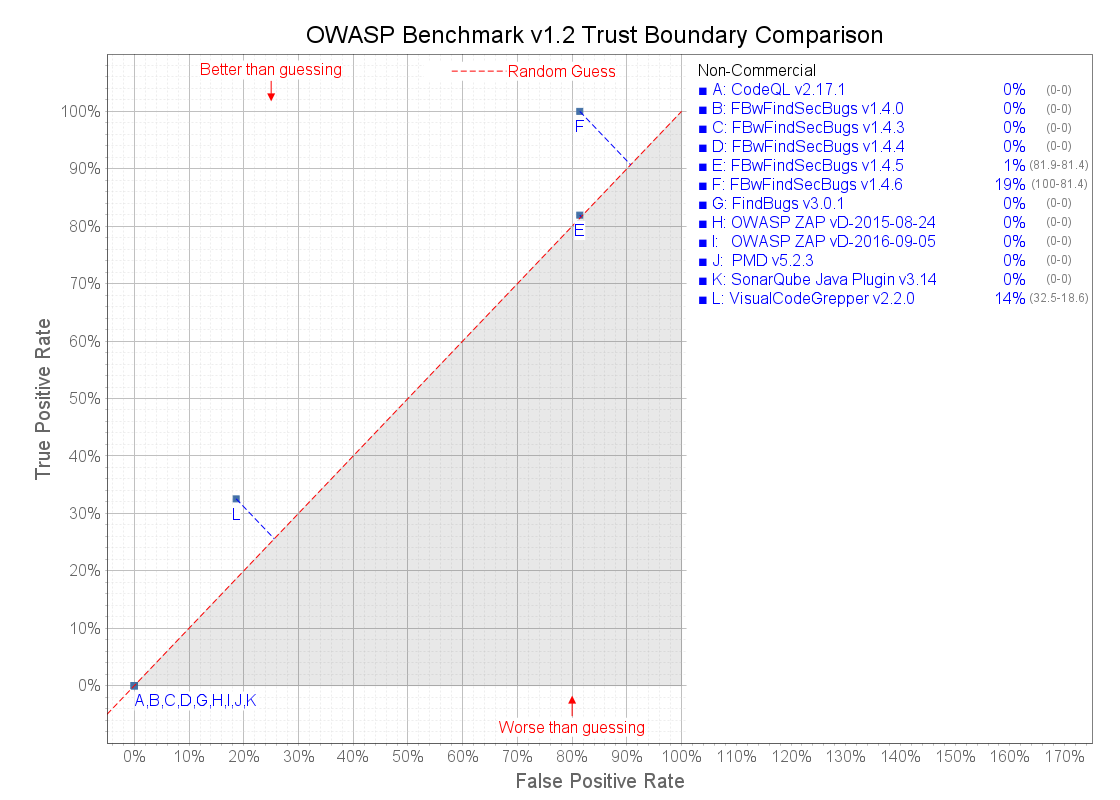 OWASP Benchmark v1.2 Trust Boundary Comparison
Better than guessing
Random Guess
Non-Commercial
A: CodeQL v2.17.1 0% (0-0)
B: FBwFindSecBugs v1.4.0 0% (0-0)
C: FBwFindSecBugs v1.4.3 0% (0-0)
D: FBwFindSecBugs v1.4.4 0% (0-0)
E: FBwFindSecBugs v1.4.5 1% (81.9-81.4)
F: FBwFindSecBugs v1.4.6 19% (100-81.4)
G: FindBugs v3.0.1 0% (0-0)
H: OWASP ZAP vD-2015-08-24 0% (0-0)
I: OWASP ZAP vD-2016-09-05 0% (0-0)
J: PMD v5.2.3 0% (0-0)
K: SonarQube Java Plugin v3.14 0% (0-0)
L: VisualCodeGrepper v2.2.0 14% (32.5-18.6)
True Positive Rate
100%
90%
80%
70%
60%
50%
40%
30%
20%
10%
0%
F
E
L
A,B,C,D,G,H,I,J,K
Worse than guessing
0% 10% 20% 30% 40% 50% 60% 70% 80% 90% 100% 110% 120% 130% 140% 150% 160% 170%
False Positive Rate